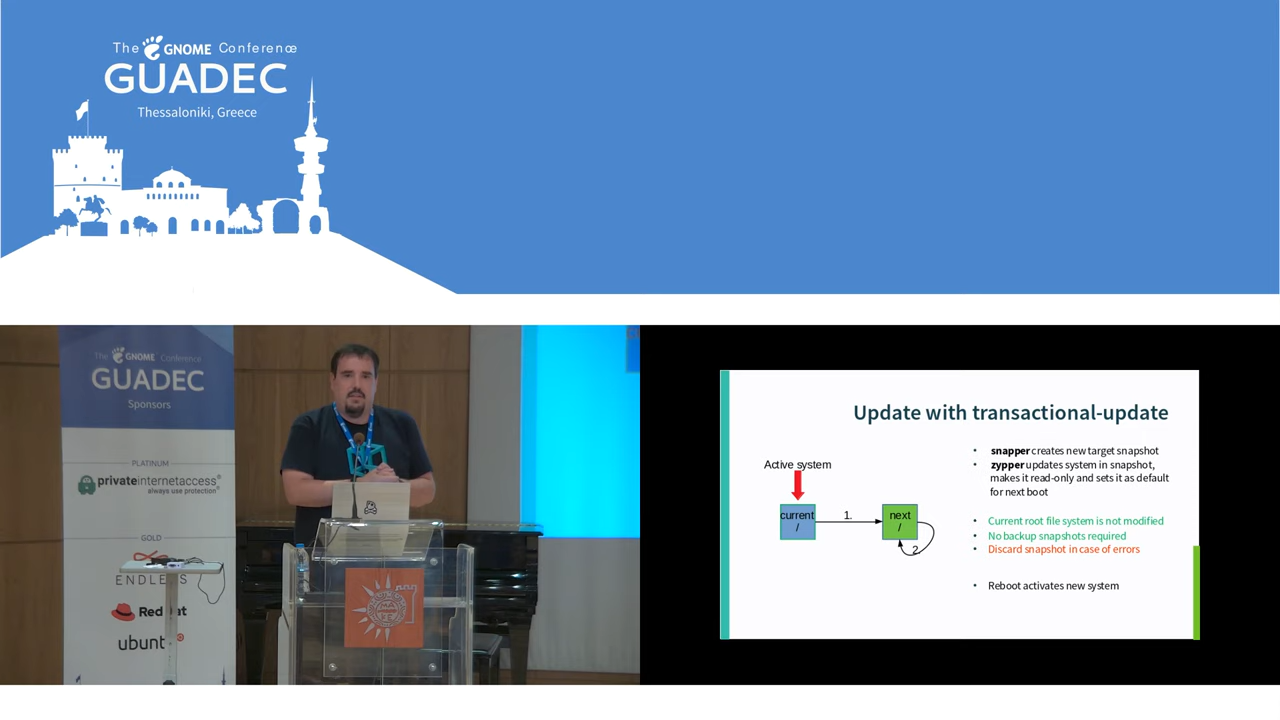 The GNOME Conference
GUADEC
Thessaloniki, Greece
The GNOME Conference
GUADEC
Sponsors
PLATINUM
privateinternetaccess
always use protection
GOLD
ENDLESS
Red Hat
ubunt
Update with transactional-update
Active system
current
/
1.
next
/
2.
• snapper creates new target snapshot
• zypper updates system in snapshot,
makes it read-only and sets it as default
for next boot
• Current root file system is not modified
• No backup snapshots required
• Discard snapshot in case of errors
• Reboot activates new system